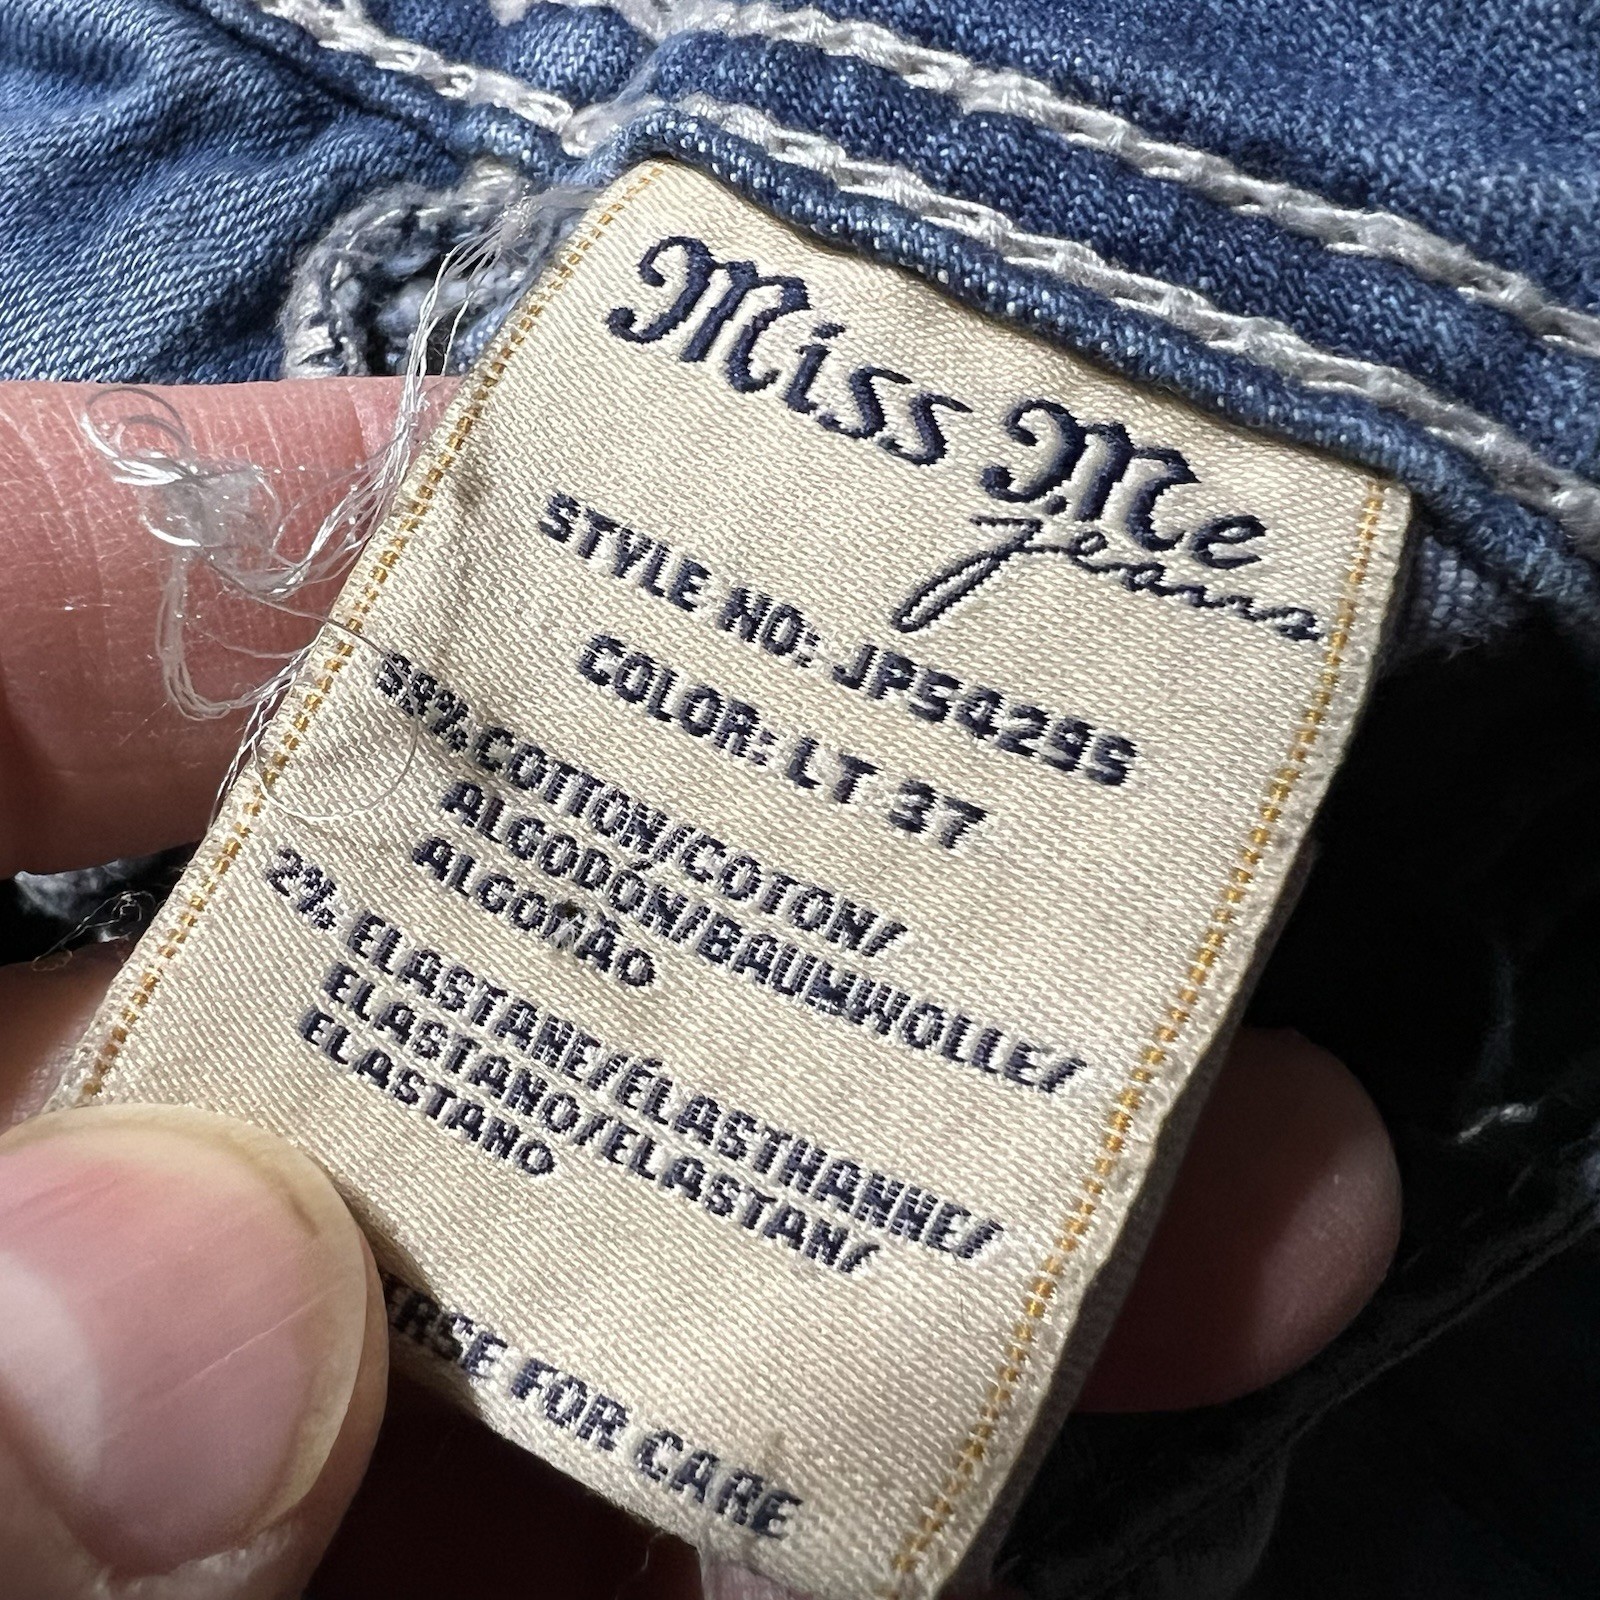 Miss Me
jeans
STYLE NO: JP54295
COLOR: LT 37
98% COTTON/COTON/
ALGODÓN/BAUMWOLLE/
ALGODÃO
2% ELASTANE/ÉLASTHANNE/
ELASTANO/ELASTAN/
ELASTANO
FOR CARE